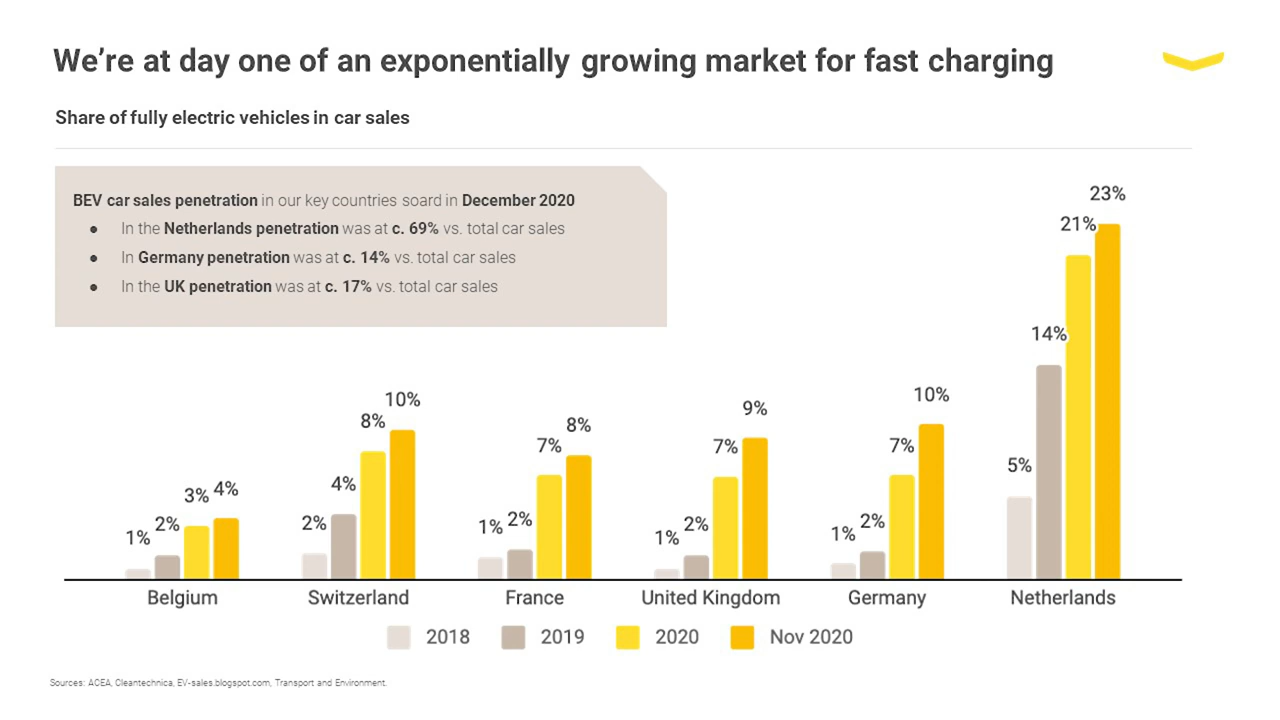 We're at day one of an exponentially growing market for fast charging
Share of fully electric vehicles in car sales
BEV car sales penetration in our key countries soard in December 2020
● In the Netherlands penetration was at c. 69% vs. total car sales
● In Germany penetration was at c. 14% vs. total car sales
● In the UK penetration was at c. 17% vs. total car sales
1% 2% 3% 4%
2% 4% 8% 10%
1% 2% 7% 8%
1% 2% 7% 9%
1% 2% 7% 10%
5% 14% 21% 23%
Belgium Switzerland France United Kingdom Germany Netherlands
2018 2019 2020 Nov 2020
Sources: ACEA, Cleantechnica, EV-sales.blogspot.com, Transport and Environment.